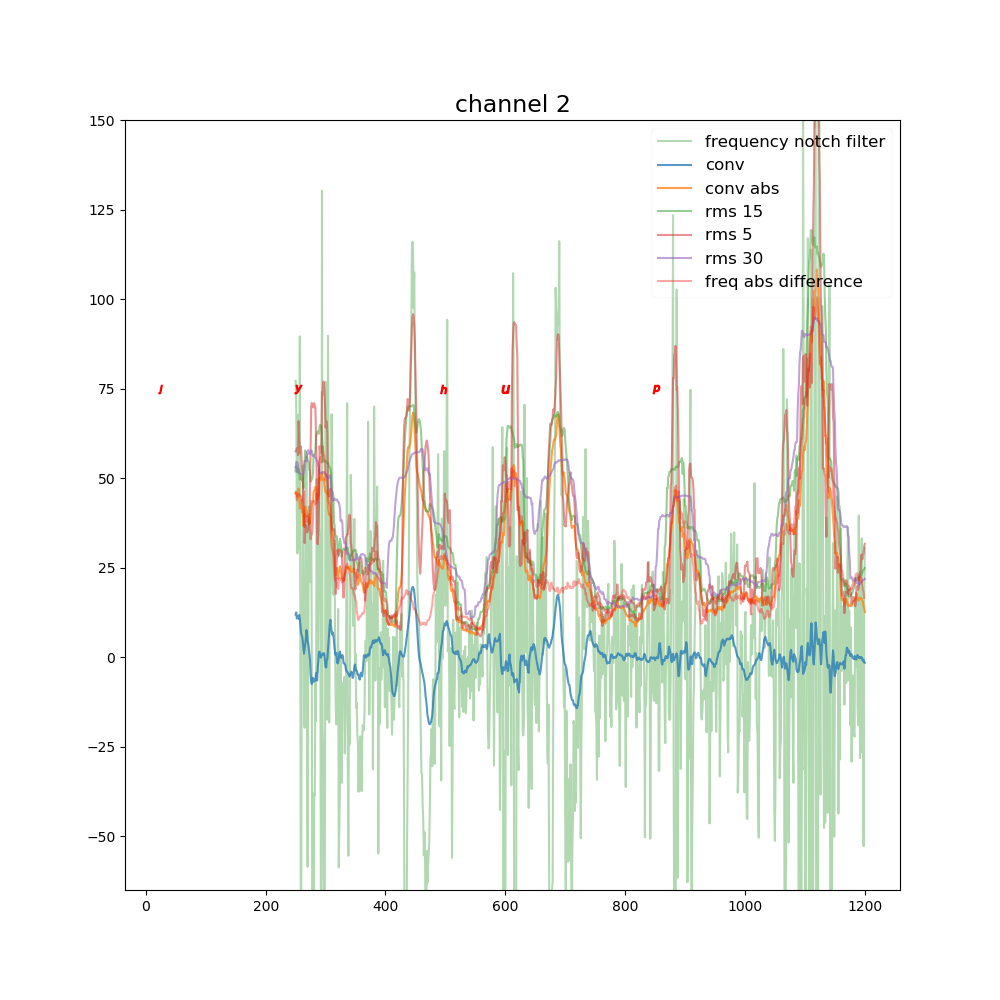 channel 2
150
125
100
75
50
25
0
−25
−50
frequency notch filter
conv
conv abs
rms 15
rms 5
rms 30
freq abs difference
j y h u p
0 200 400 600 800 1000 1200